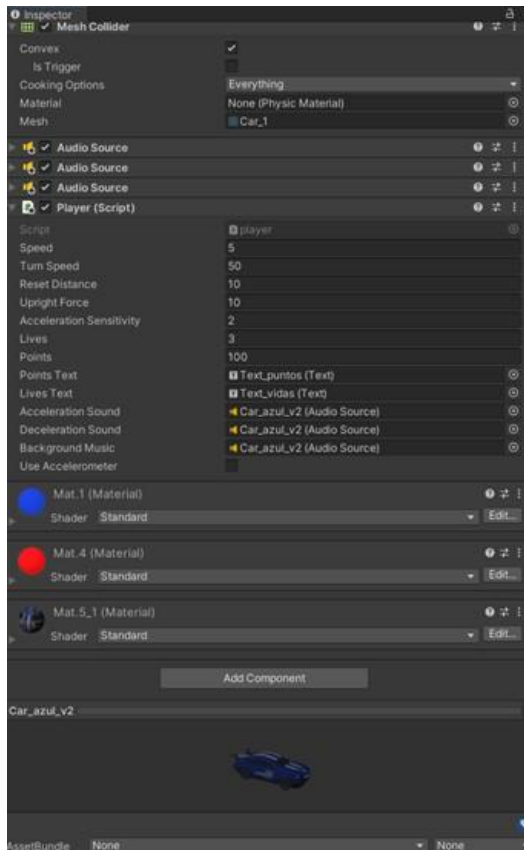 Inspector
Mesh Collider
Convex
Is Trigger
Cooking Options Everything
Material None (Physic Material)
Mesh Car_1
Audio Source
Audio Source
Audio Source
Player (Script)
Script player
Speed 5
Turn Speed 50
Reset Distance 10
Upright Force 10
Acceleration Sensitivity 2
Lives 3
Points 100
Points Text Text_puntos (Text)
Lives Text Text_vidas (Text)
Acceleration Sound Car_azul_v2 (Audio Source)
Deceleration Sound Car_azul_v2 (Audio Source)
Background Music Car_azul_v2 (Audio Source)
Use Accelerometer
Mat.1 (Material)
Shader Standard Edit...
Mat.4 (Material)
Shader Standard Edit...
Mat.5_1 (Material)
Shader Standard Edit...
Add Component
Car_azul_v2
AssetBundle None None